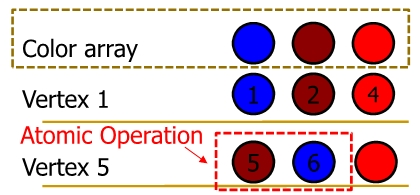 Color array
Vertex 1 1 2 4
Atomic Operation
Vertex 5 5 6